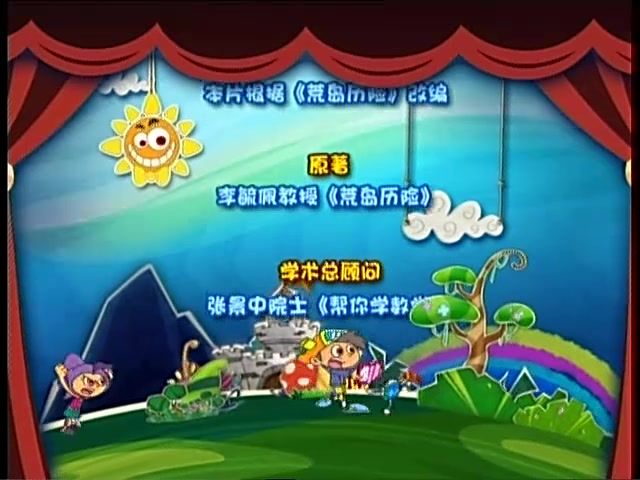 本片根据《荒岛历险》改编
原著
李毓佩教授《荒岛历险》
学术总顾问
张景中院士《帮你学数学